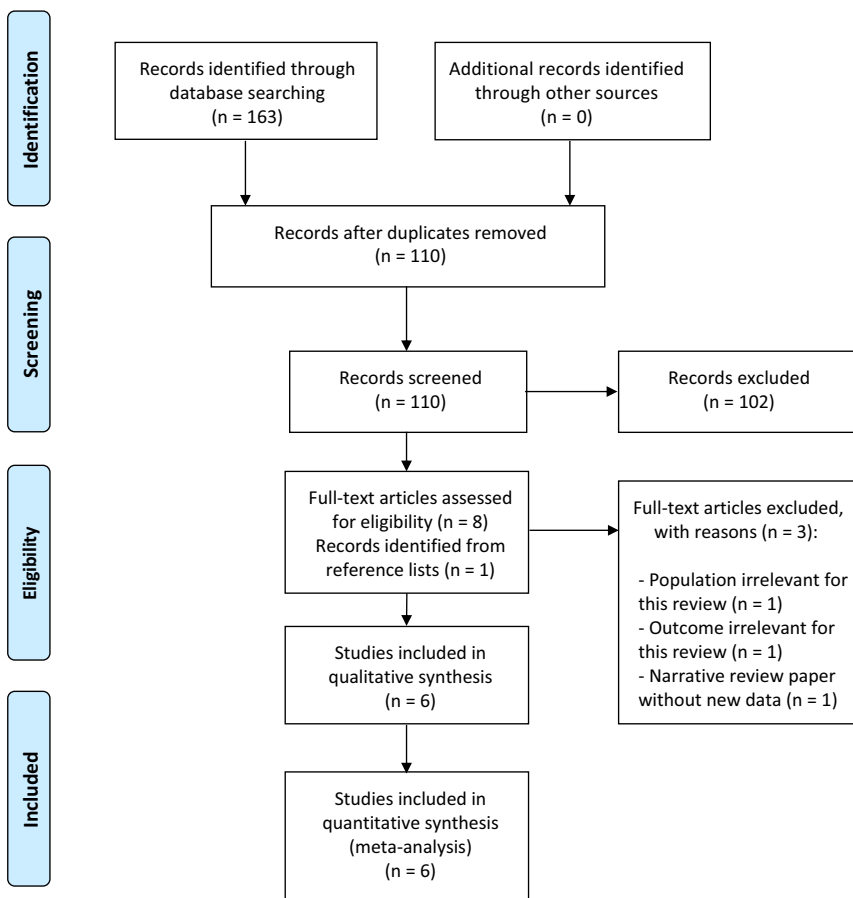 Identification
Records identified through
database searching
(n = 163)
Additional records identified
through other sources
(n = 0)
Records after duplicates removed
(n = 110)
Screening
Records screened
(n = 110)
Records excluded
(n = 102)
Eligibility
Full-text articles assessed
for eligibility (n = 8)
Records identified from
reference lists (n = 1)
Full-text articles excluded,
with reasons (n = 3):
- Population irrelevant for
this review (n = 1)
- Outcome irrelevant for
this review (n = 1)
- Narrative review paper
without new data (n = 1)
Studies included in
qualitative synthesis
(n = 6)
Included
Studies included in
quantitative synthesis
(meta-analysis)
(n = 6)